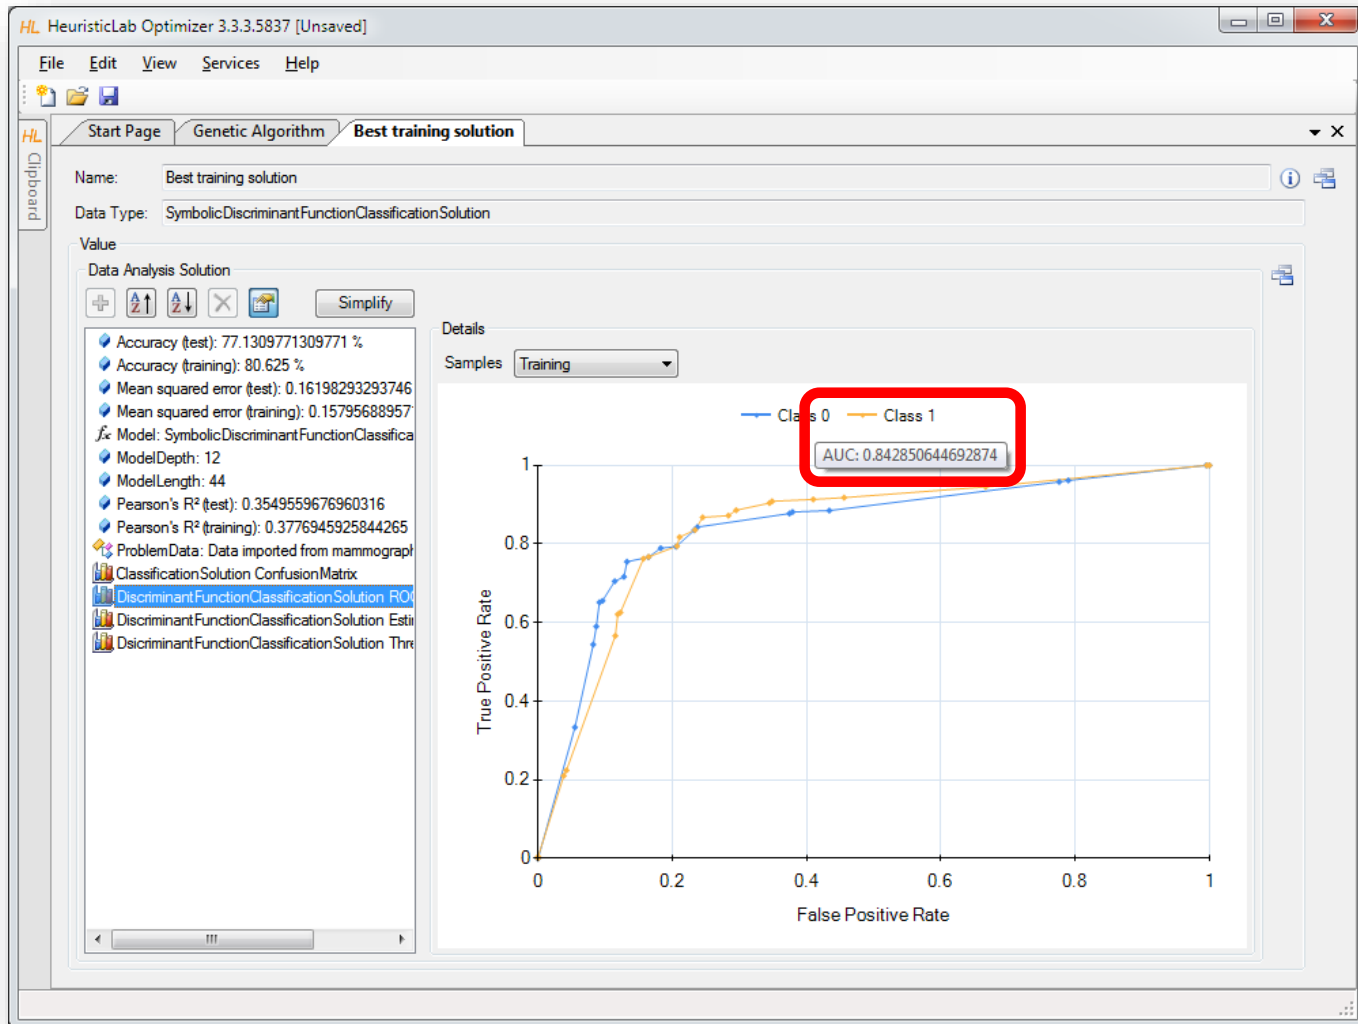 HL HeuristicLab Optimizer 3.3.3.5837 [Unsaved]
File Edit View Services Help
HL Clipboard
Start Page Genetic Algorithm Best training solution
Name: Best training solution
Data Type: SymbolicDiscriminantFunctionClassificationSolution
Value
Data Analysis Solution
Simplify
Accuracy (test): 77.1309771309771 %
Accuracy (training): 80.625 %
Mean squared error (test): 0.16198293293746
Mean squared error (training): 0.15795688957
Model: SymbolicDiscriminantFunctionClassifica
ModelDepth: 12
ModelLength: 44
Pearson's R² (test): 0.3549559676960316
Pearson's R² (training): 0.3776945925844265
ProblemData: Data imported from mammograph
ClassificationSolution ConfusionMatrix
DiscriminantFunctionClassificationSolution ROC
DiscriminantFunctionClassificationSolution Esti
DsicriminantFunctionClassificationSolution Thre
Details
Samples Training
Class 0 Class 1
AUC: 0.842850644692874
1
0.8
0.6
0.4
0.2
0
True Positive Rate
0 0.2 0.4 0.6 0.8 1
False Positive Rate